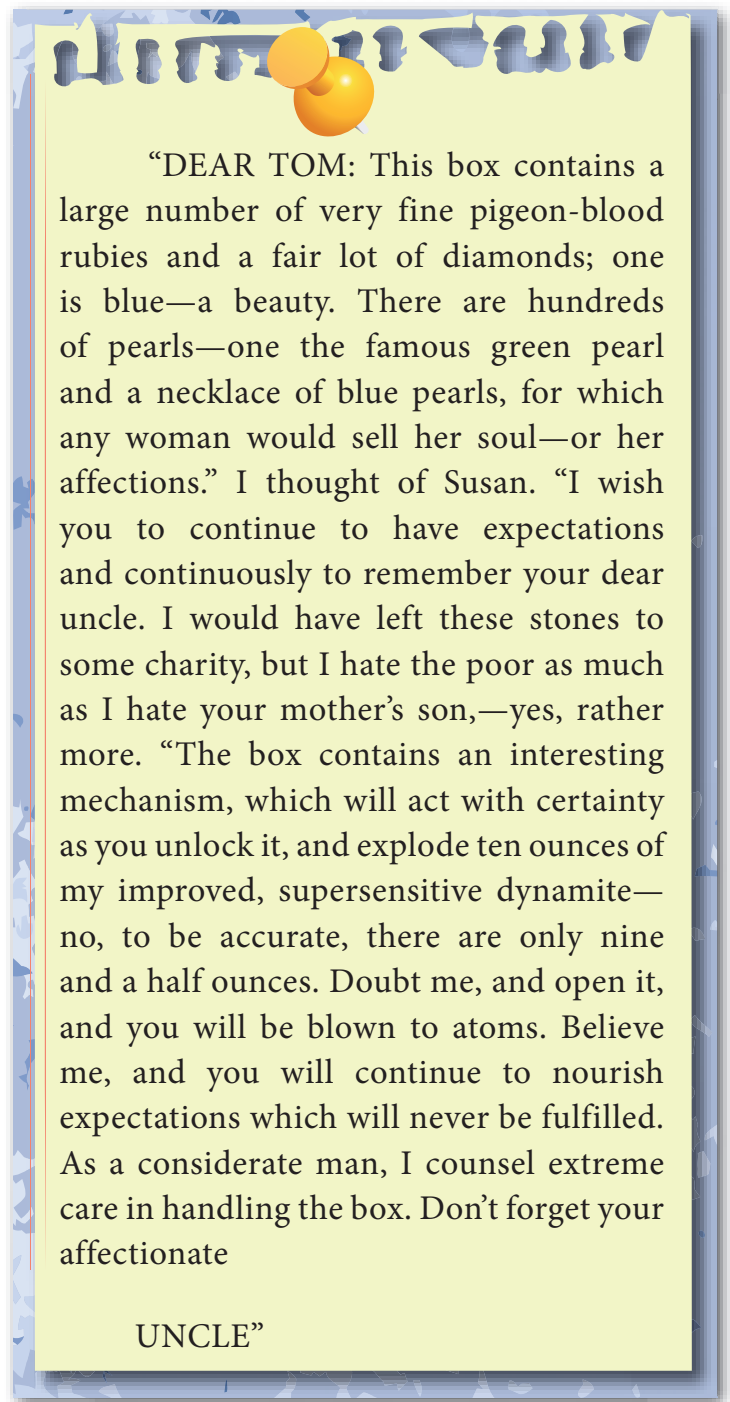 “DEAR TOM: This box contains a
large number of very fine pigeon-blood
rubies and a fair lot of diamonds; one
is blue—a beauty. There are hundreds
of pearls—one the famous green pearl
and a necklace of blue pearls, for which
any woman would sell her soul—or her
affections.” I thought of Susan. “I wish
you to continue to have expectations
and continuously to remember your dear
uncle. I would have left these stones to
some charity, but I hate the poor as much
as I hate your mother’s son,—yes, rather
more. “The box contains an interesting
mechanism, which will act with certainty
as you unlock it, and explode ten ounces of
my improved, supersensitive dynamite—
no, to be accurate, there are only nine
and a half ounces. Doubt me, and open it,
and you will be blown to atoms. Believe
me, and you will continue to nourish
expectations which will never be fulfilled.
As a considerate man, I counsel extreme
care in handling the box. Don’t forget your
affectionate
UNCLE”